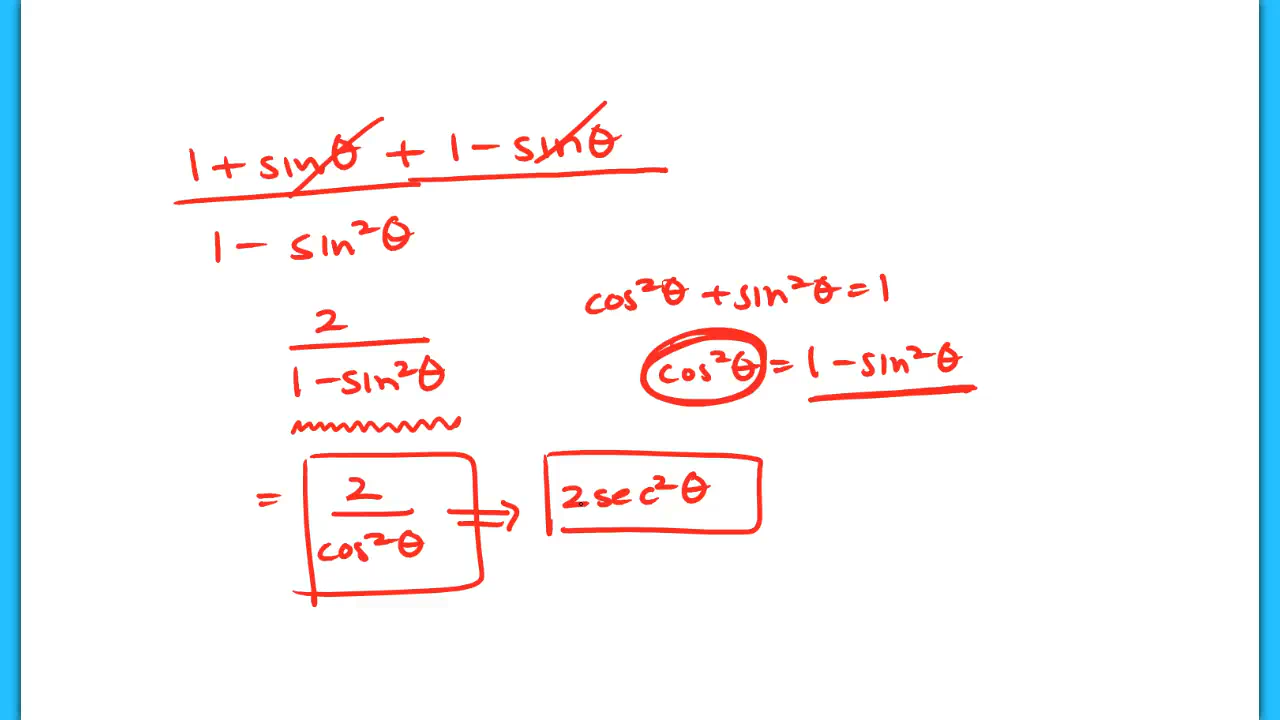 1 + sinθ + 1 - sinθ
1 - sin²θ
2
1 - sin²θ
cos²θ + sin²θ = 1
cos²θ = 1 - sin²θ
= 2
cos²θ
⇒ 2sec²θ